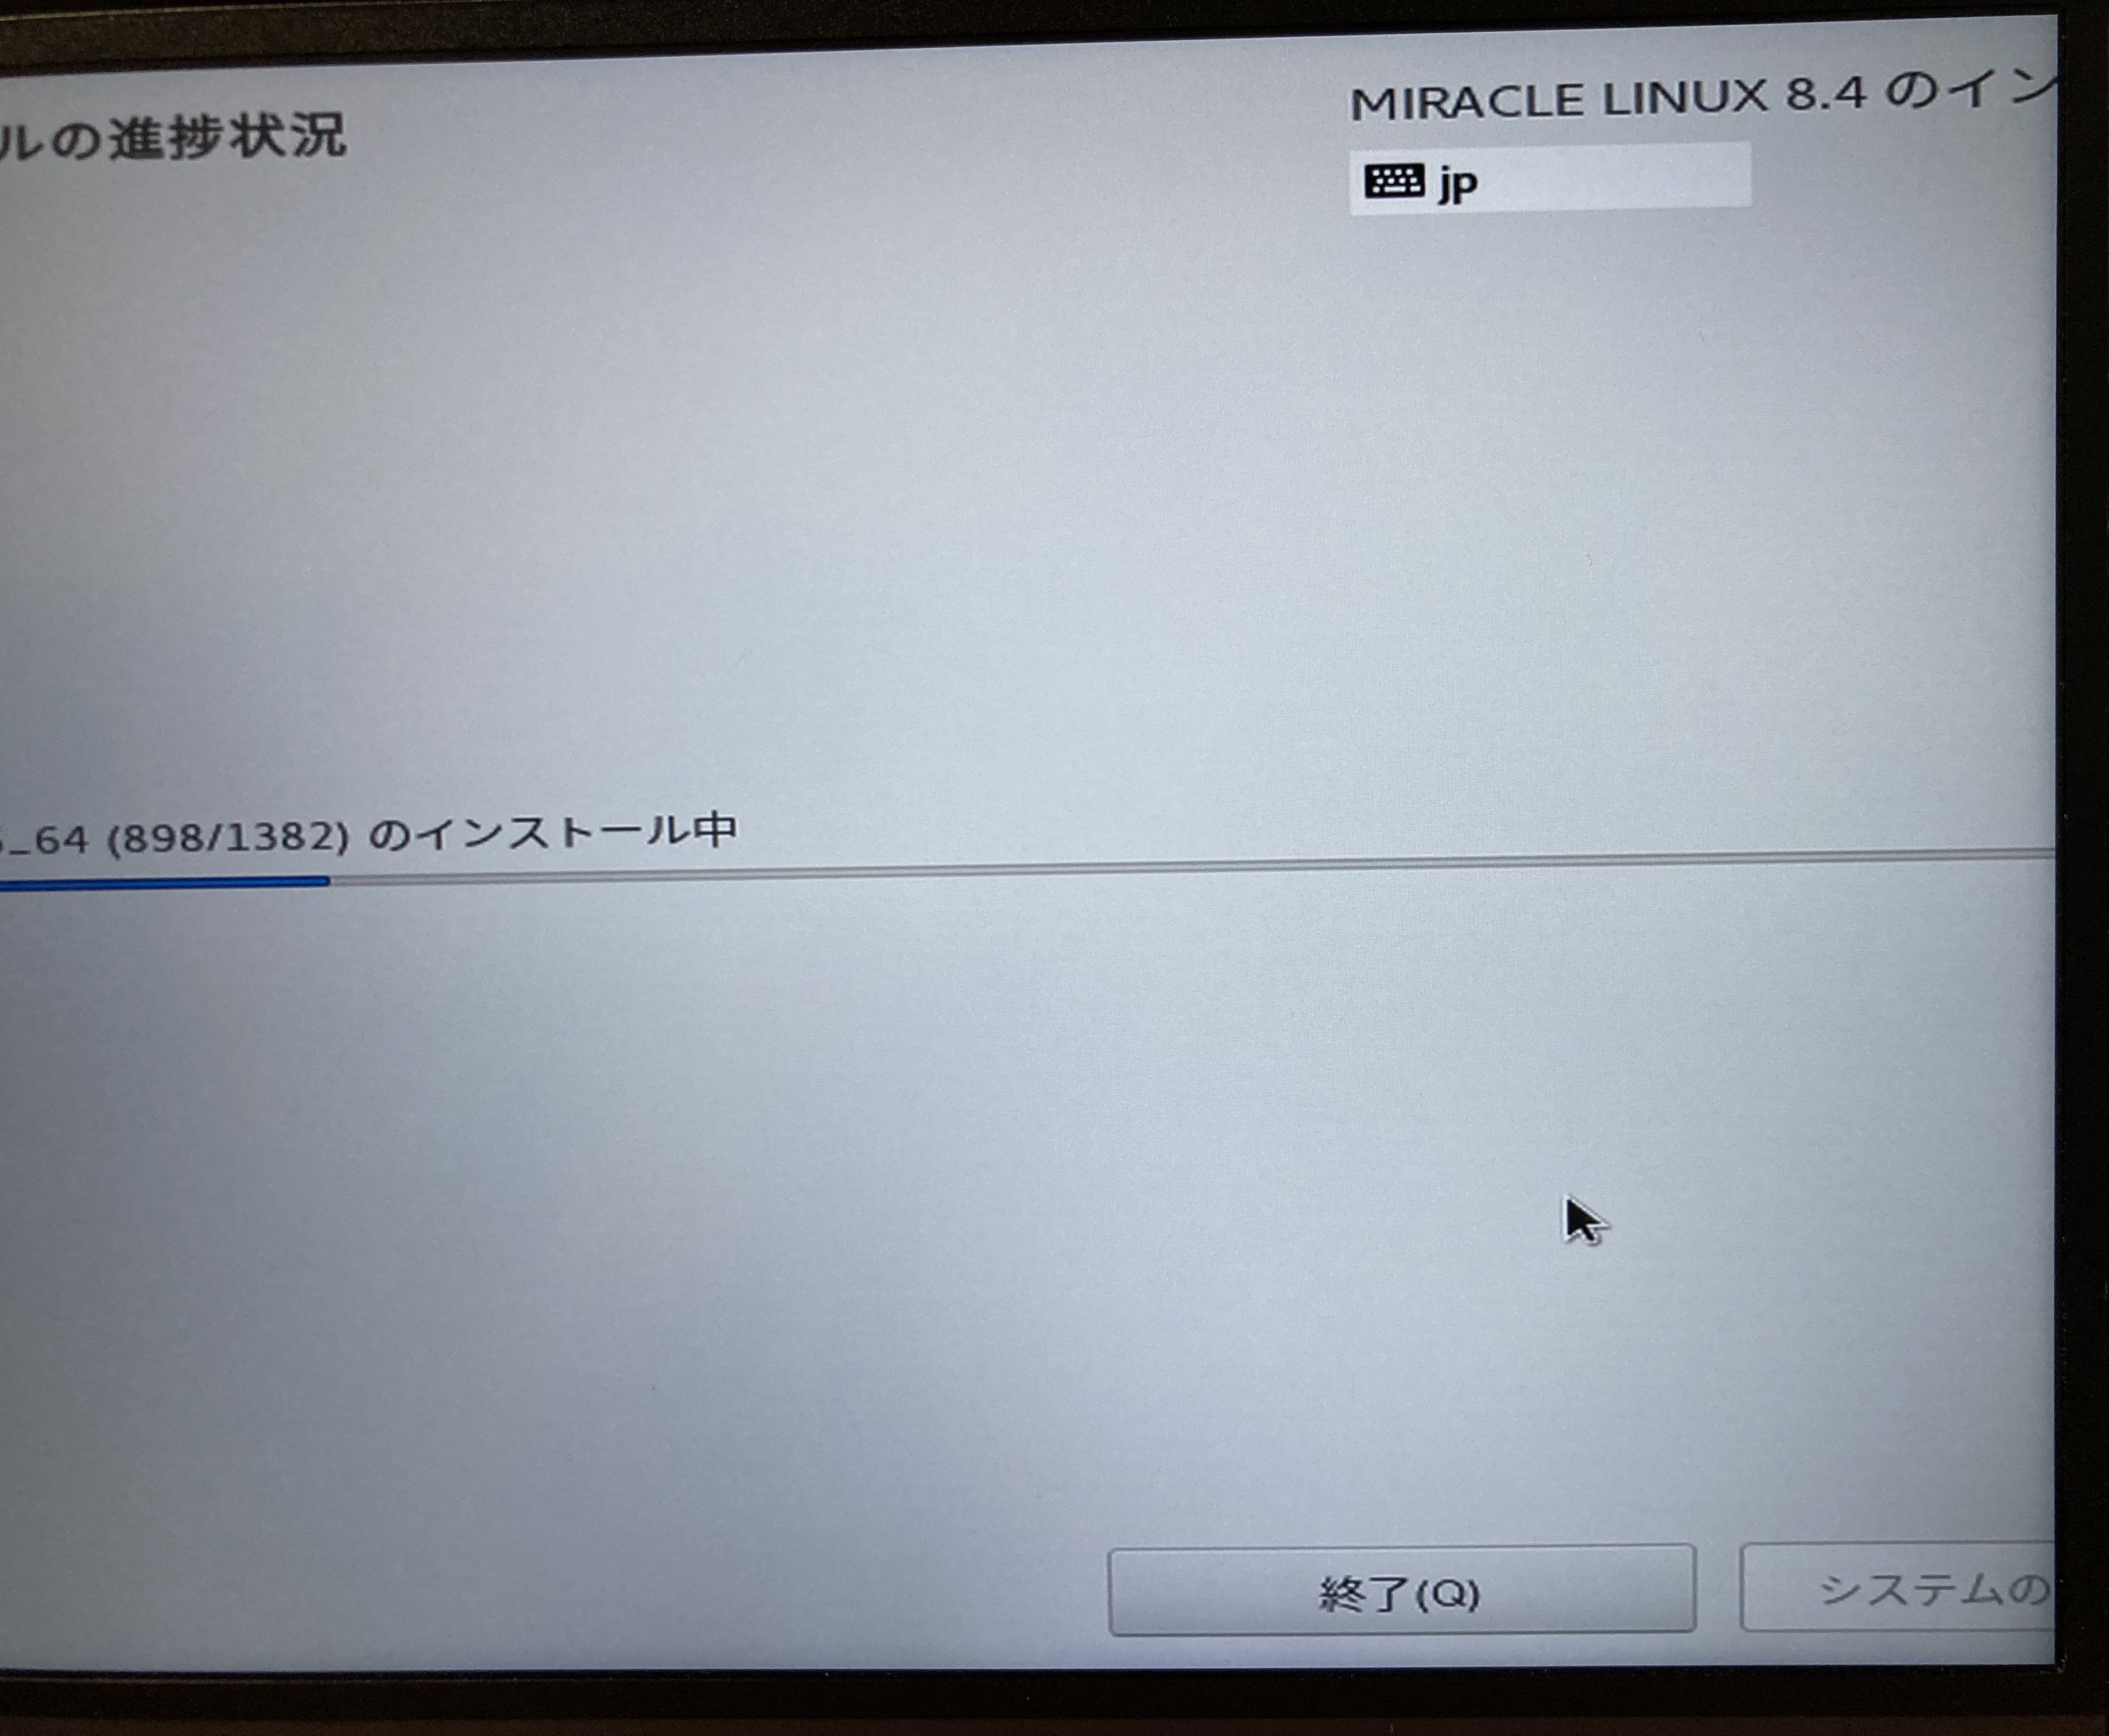 ルの進捗状況
MIRACLE LINUX 8.4 のイン
jp
_64 (898/1382) のインストール中
終了(Q)
システムの